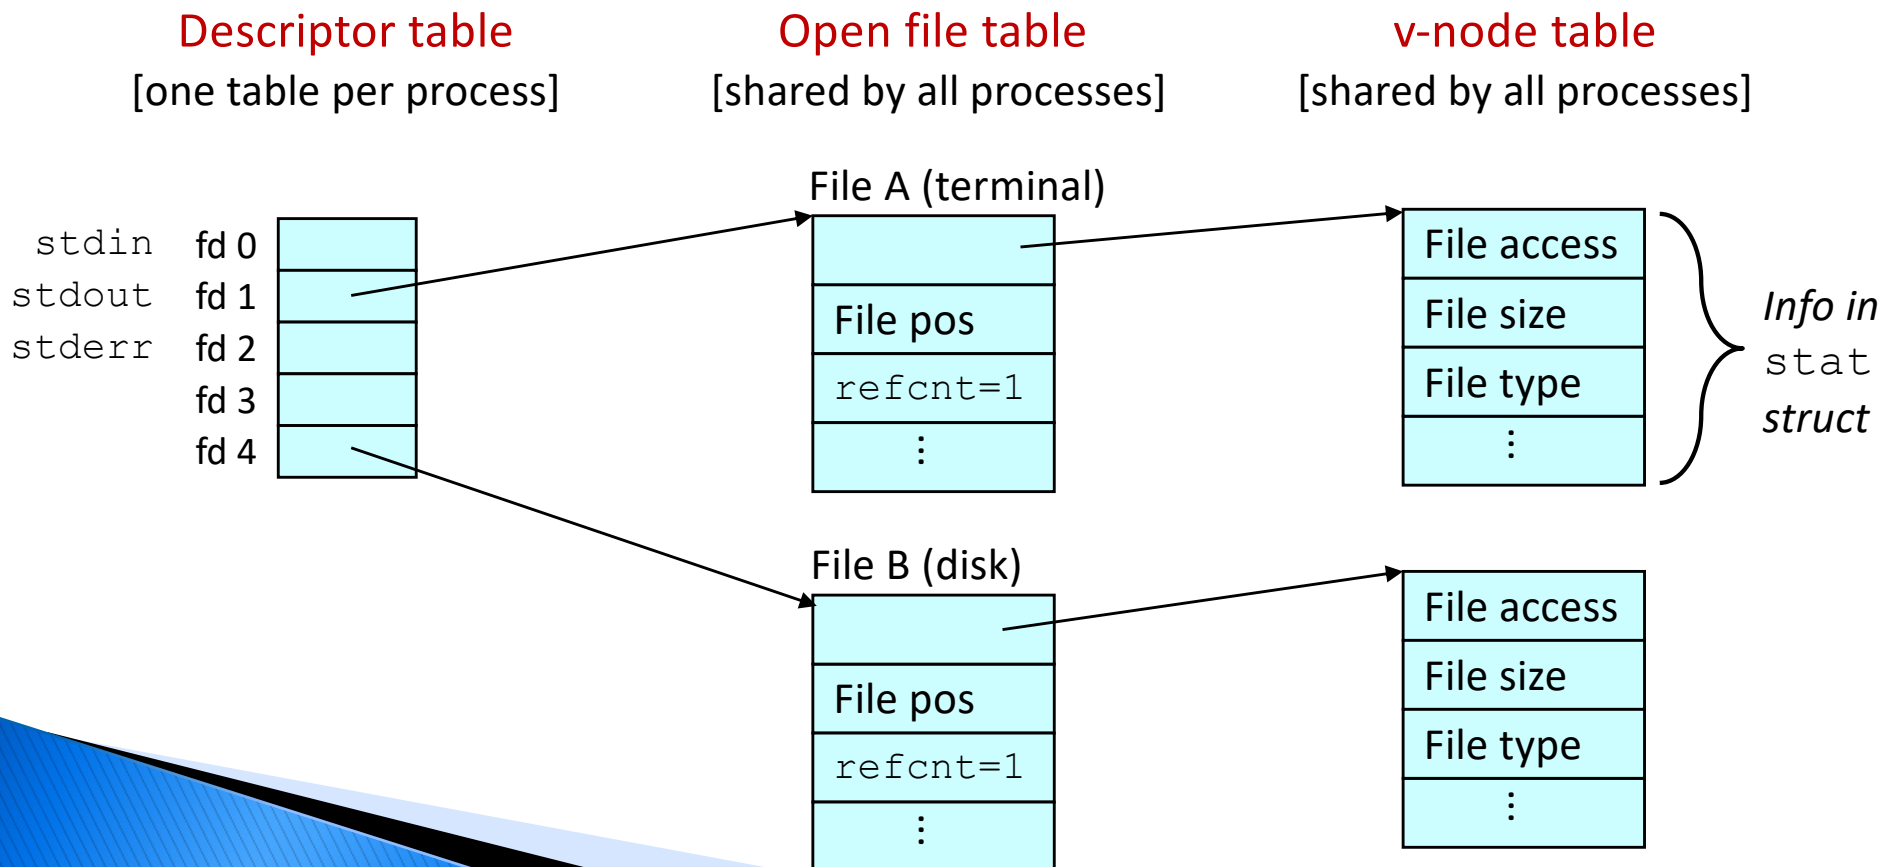 Descriptor table
[one table per process]
Open file table
[shared by all processes]
v-node table
[shared by all processes]
stdin fd 0
stdout fd 1
stderr fd 2
fd 3
fd 4
File A (terminal)
File pos
refcnt=1
⋮
File access
File size
File type
⋮
Info in
stat
struct
File B (disk)
File pos
refcnt=1
⋮
File access
File size
File type
⋮